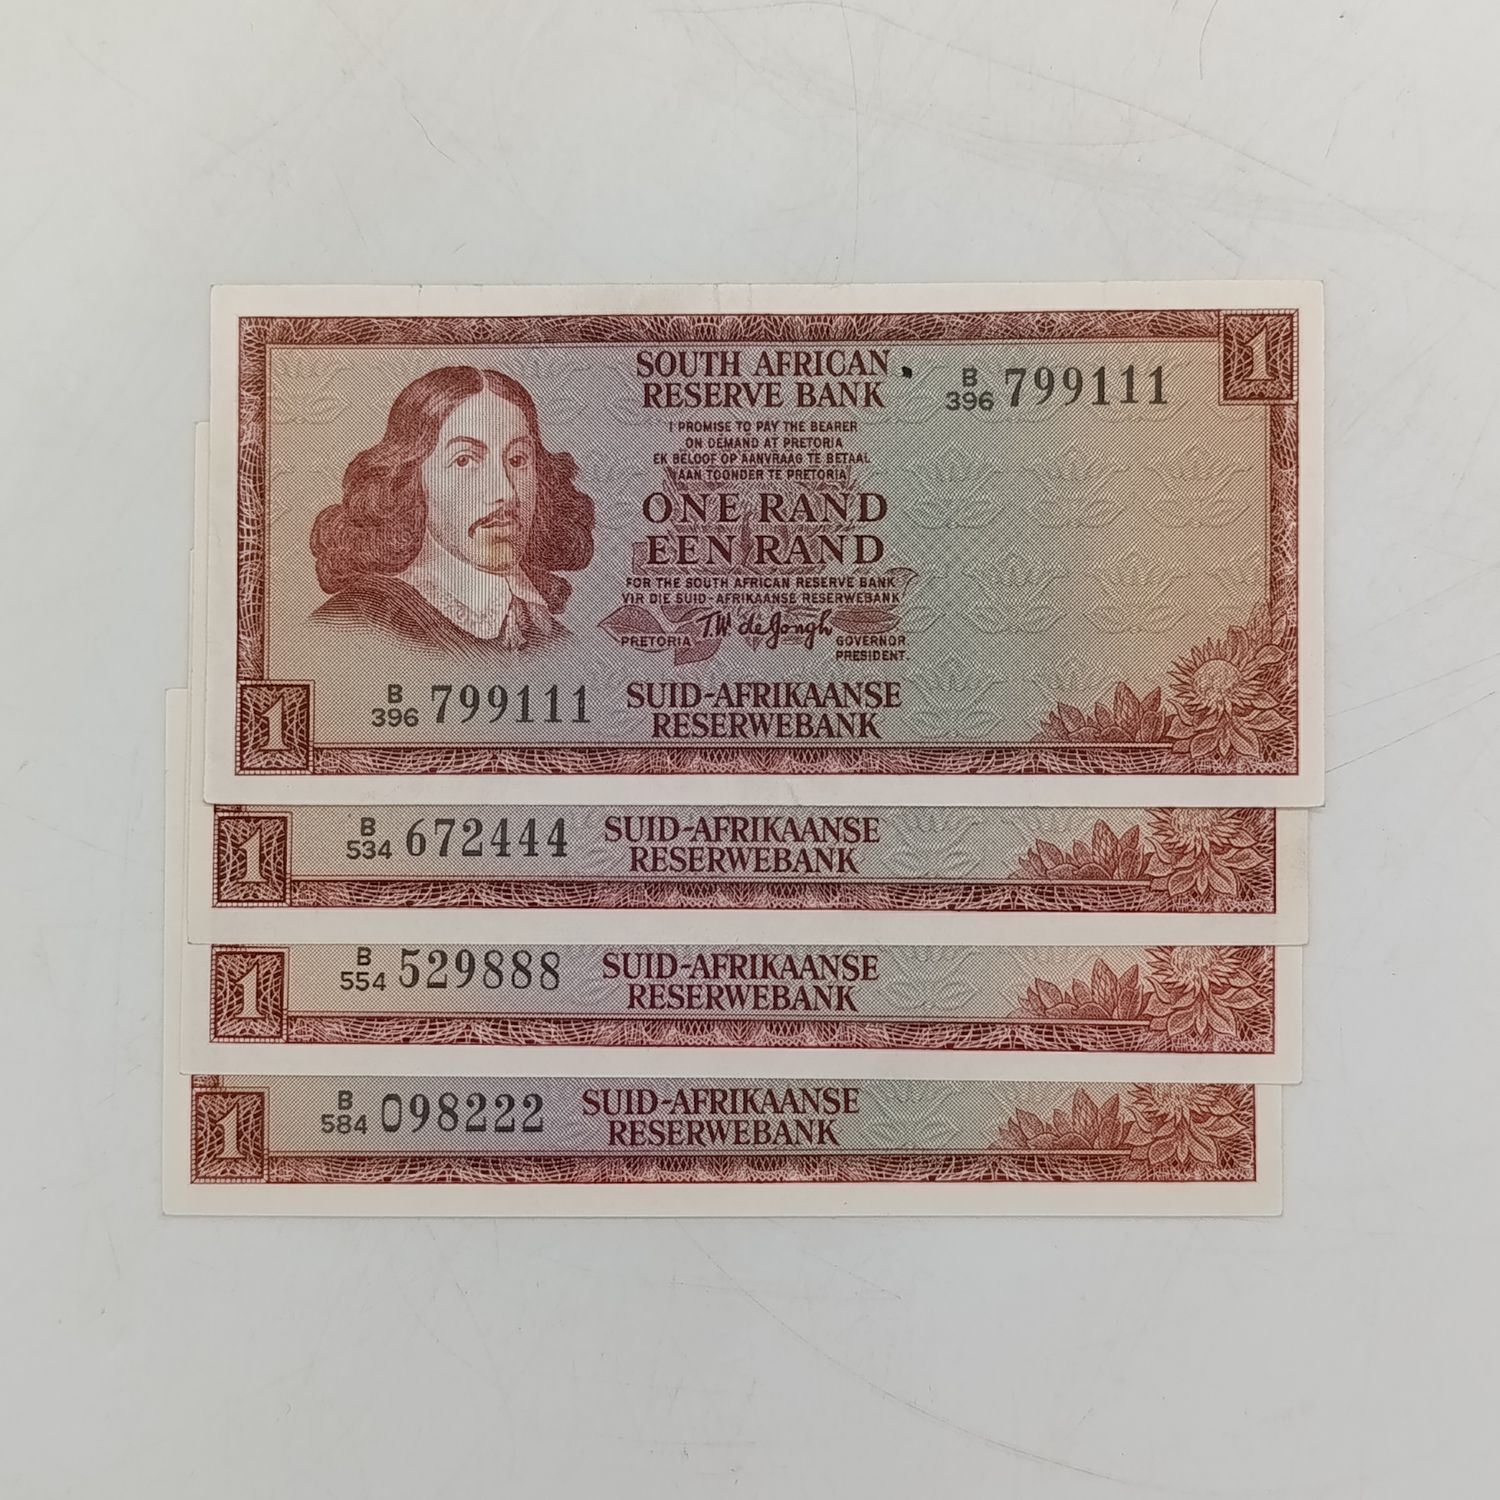 1
SOUTH AFRICAN
RESERVE BANK
B
396 799111
I PROMISE TO PAY THE BEARER
ON DEMAND AT PRETORIA
EK BELOOF OP AANVRAAG TE BETAAL
AAN TOONDER TE PRETORIA
ONE RAND
EEN RAND
FOR THE SOUTH AFRICAN RESERVE BANK
VIR DIE SUID-AFRIKAANSE RESERWEBANK
T.W. de Jongh
PRETORIA GOVERNOR
PRESIDENT.
1
B
396 799111
SUID-AFRIKAANSE
RESERWEBANK
1
B
534 672444
SUID-AFRIKAANSE
RESERWEBANK
1
B
554 529888
SUID-AFRIKAANSE
RESERWEBANK
1
B
584 098222
SUID-AFRIKAANSE
RESERWEBANK